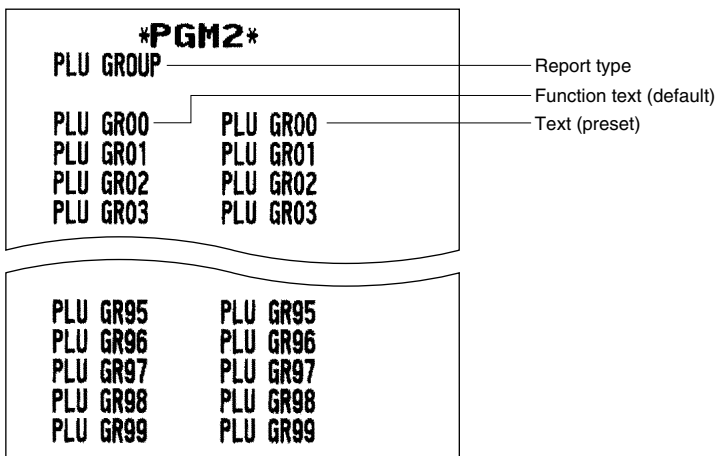 *PGM2*
PLU GROUP
Report type
Function text (default)
PLU GR00 PLU GR00
Text (preset)
PLU GR01 PLU GR01
PLU GR02 PLU GR02
PLU GR03 PLU GR03
PLU GR95 PLU GR95
PLU GR96 PLU GR96
PLU GR97 PLU GR97
PLU GR98 PLU GR98
PLU GR99 PLU GR99